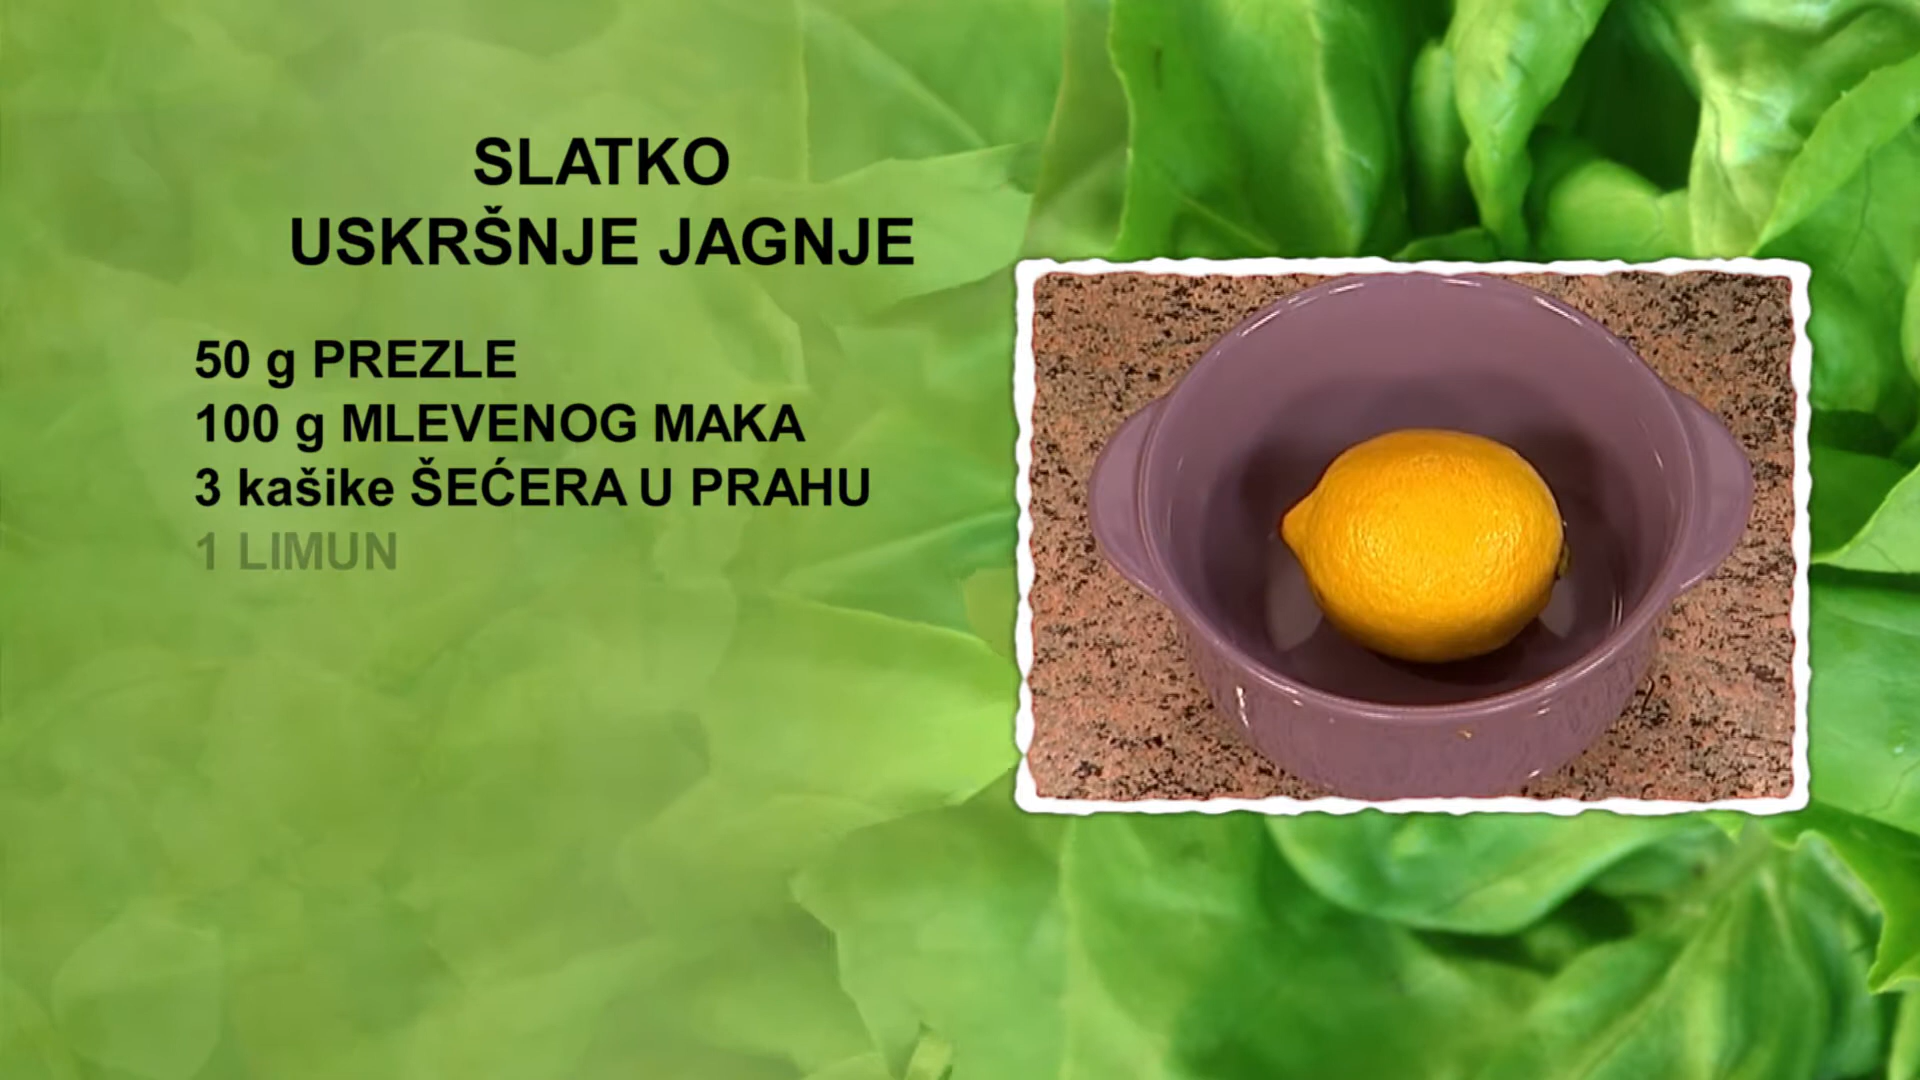 SLATKO
USKRŠNJE JAGNJE
50 g PREZLE
100 g MLEVENOG MAKA
3 kašike ŠEĆERA U PRAHU
1 LIMUN